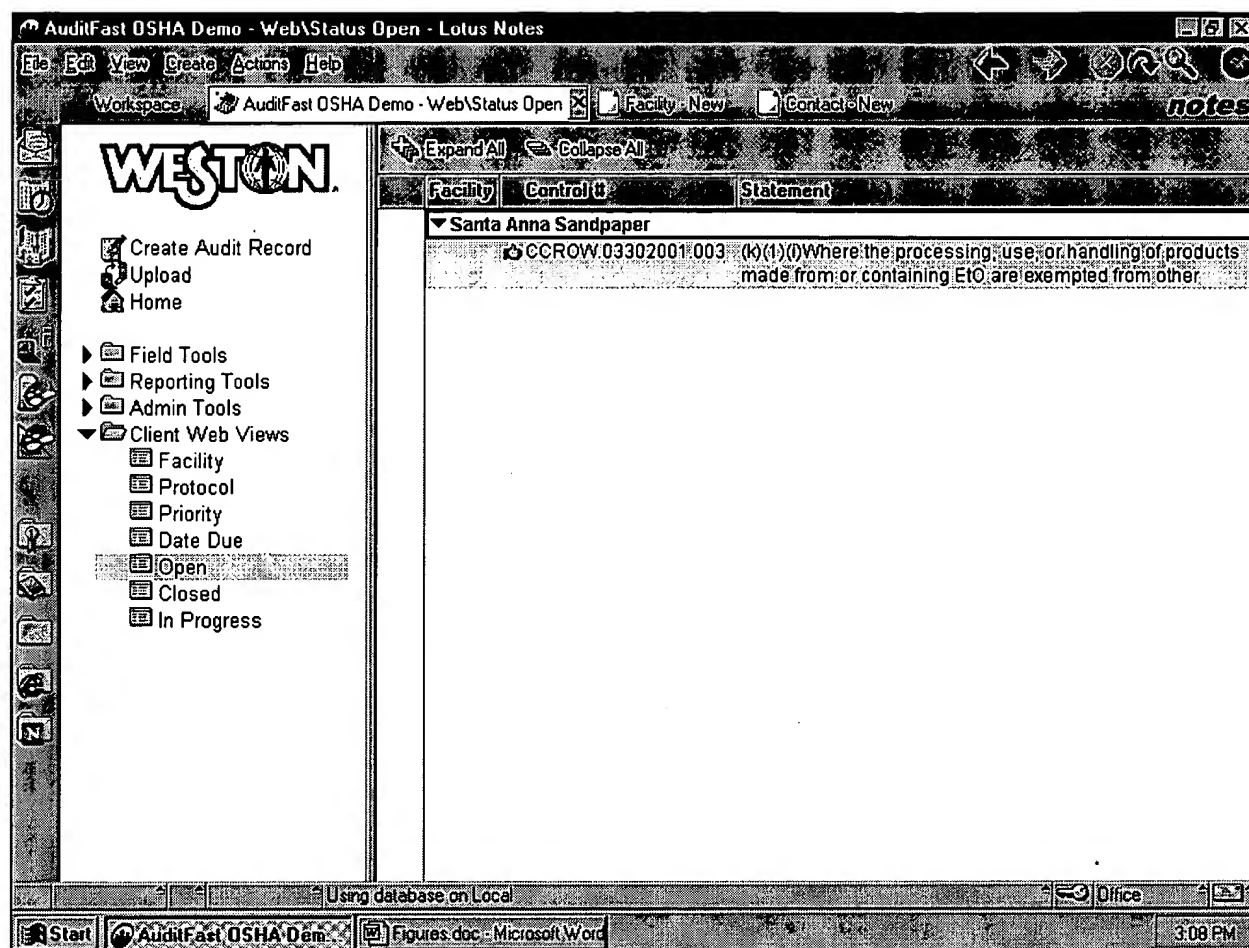 AuditFast OSHA Demo - Web\Status Open - Lotus Notes
File Edit View Create Actions Help
Workspace AuditFast OSHA Demo - Web\Status Open Facility - New Contact - New notes
WESTON.
Expand All Collapse All
Facility Control # Statement
Santa Anna Sandpaper
CCROW.03302001.003 (k)(1)(i)Where the processing, use, or handling of products
made from or containing EtO are exempted from other
Create Audit Record
Upload
Home
Field Tools
Reporting Tools
Admin Tools
Client Web Views
Facility
Protocol
Priority
Date Due
Open
Closed
In Progress
Using database on Local Office
Start AuditFast OSHA Dem... Figures.doc - Microsoft Word 3:08 PM